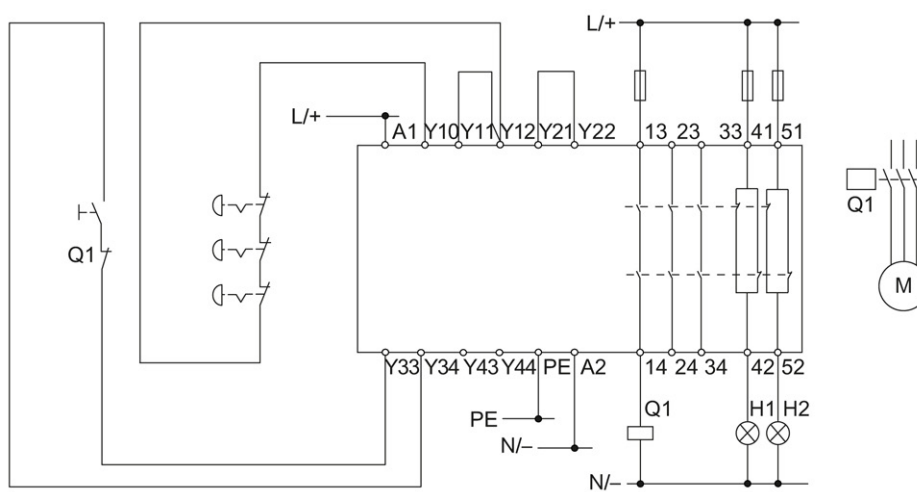 L/+
L/+
A1 Y10 Y11 Y12 Y21 Y22 13 23 33 41 51
Q1
Q1
M
Y33 Y34 Y43 Y44 PE A2 14 24 34 42 52
Q1 H1 H2
PE
N/–
N/–